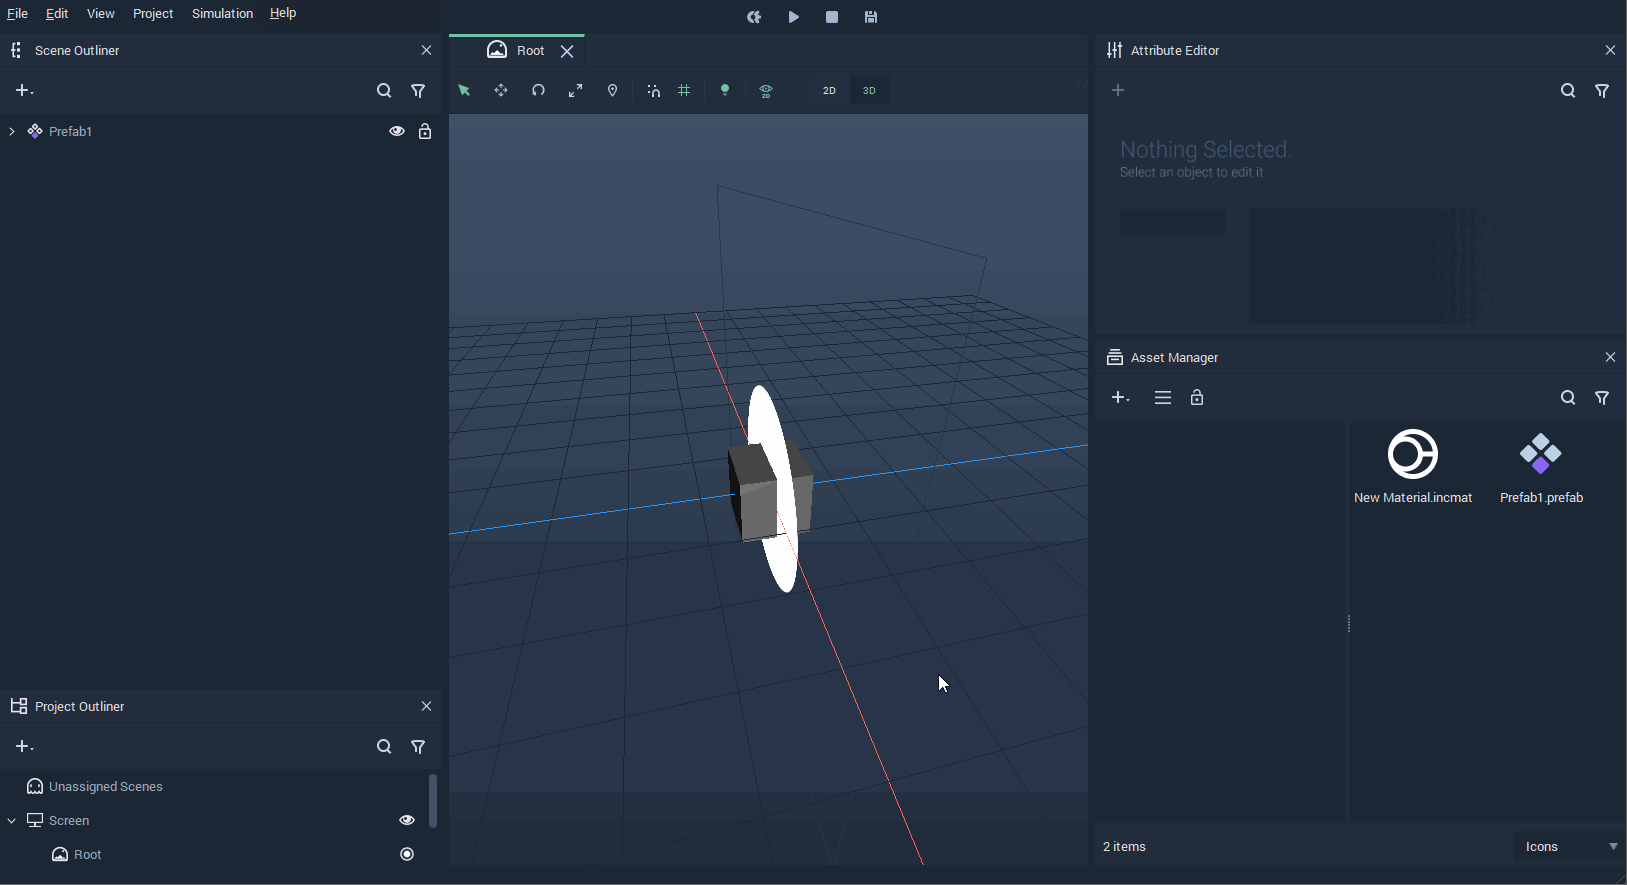 File Edit View Project Simulation Help
Scene Outliner
Prefab1
Project Outliner
Unassigned Scenes
Screen
Root
Root
2D
2D 3D
Attribute Editor
Nothing Selected.
Select an object to edit it
Asset Manager
New Material.incmat
Prefab1.prefab
2 items
Icons